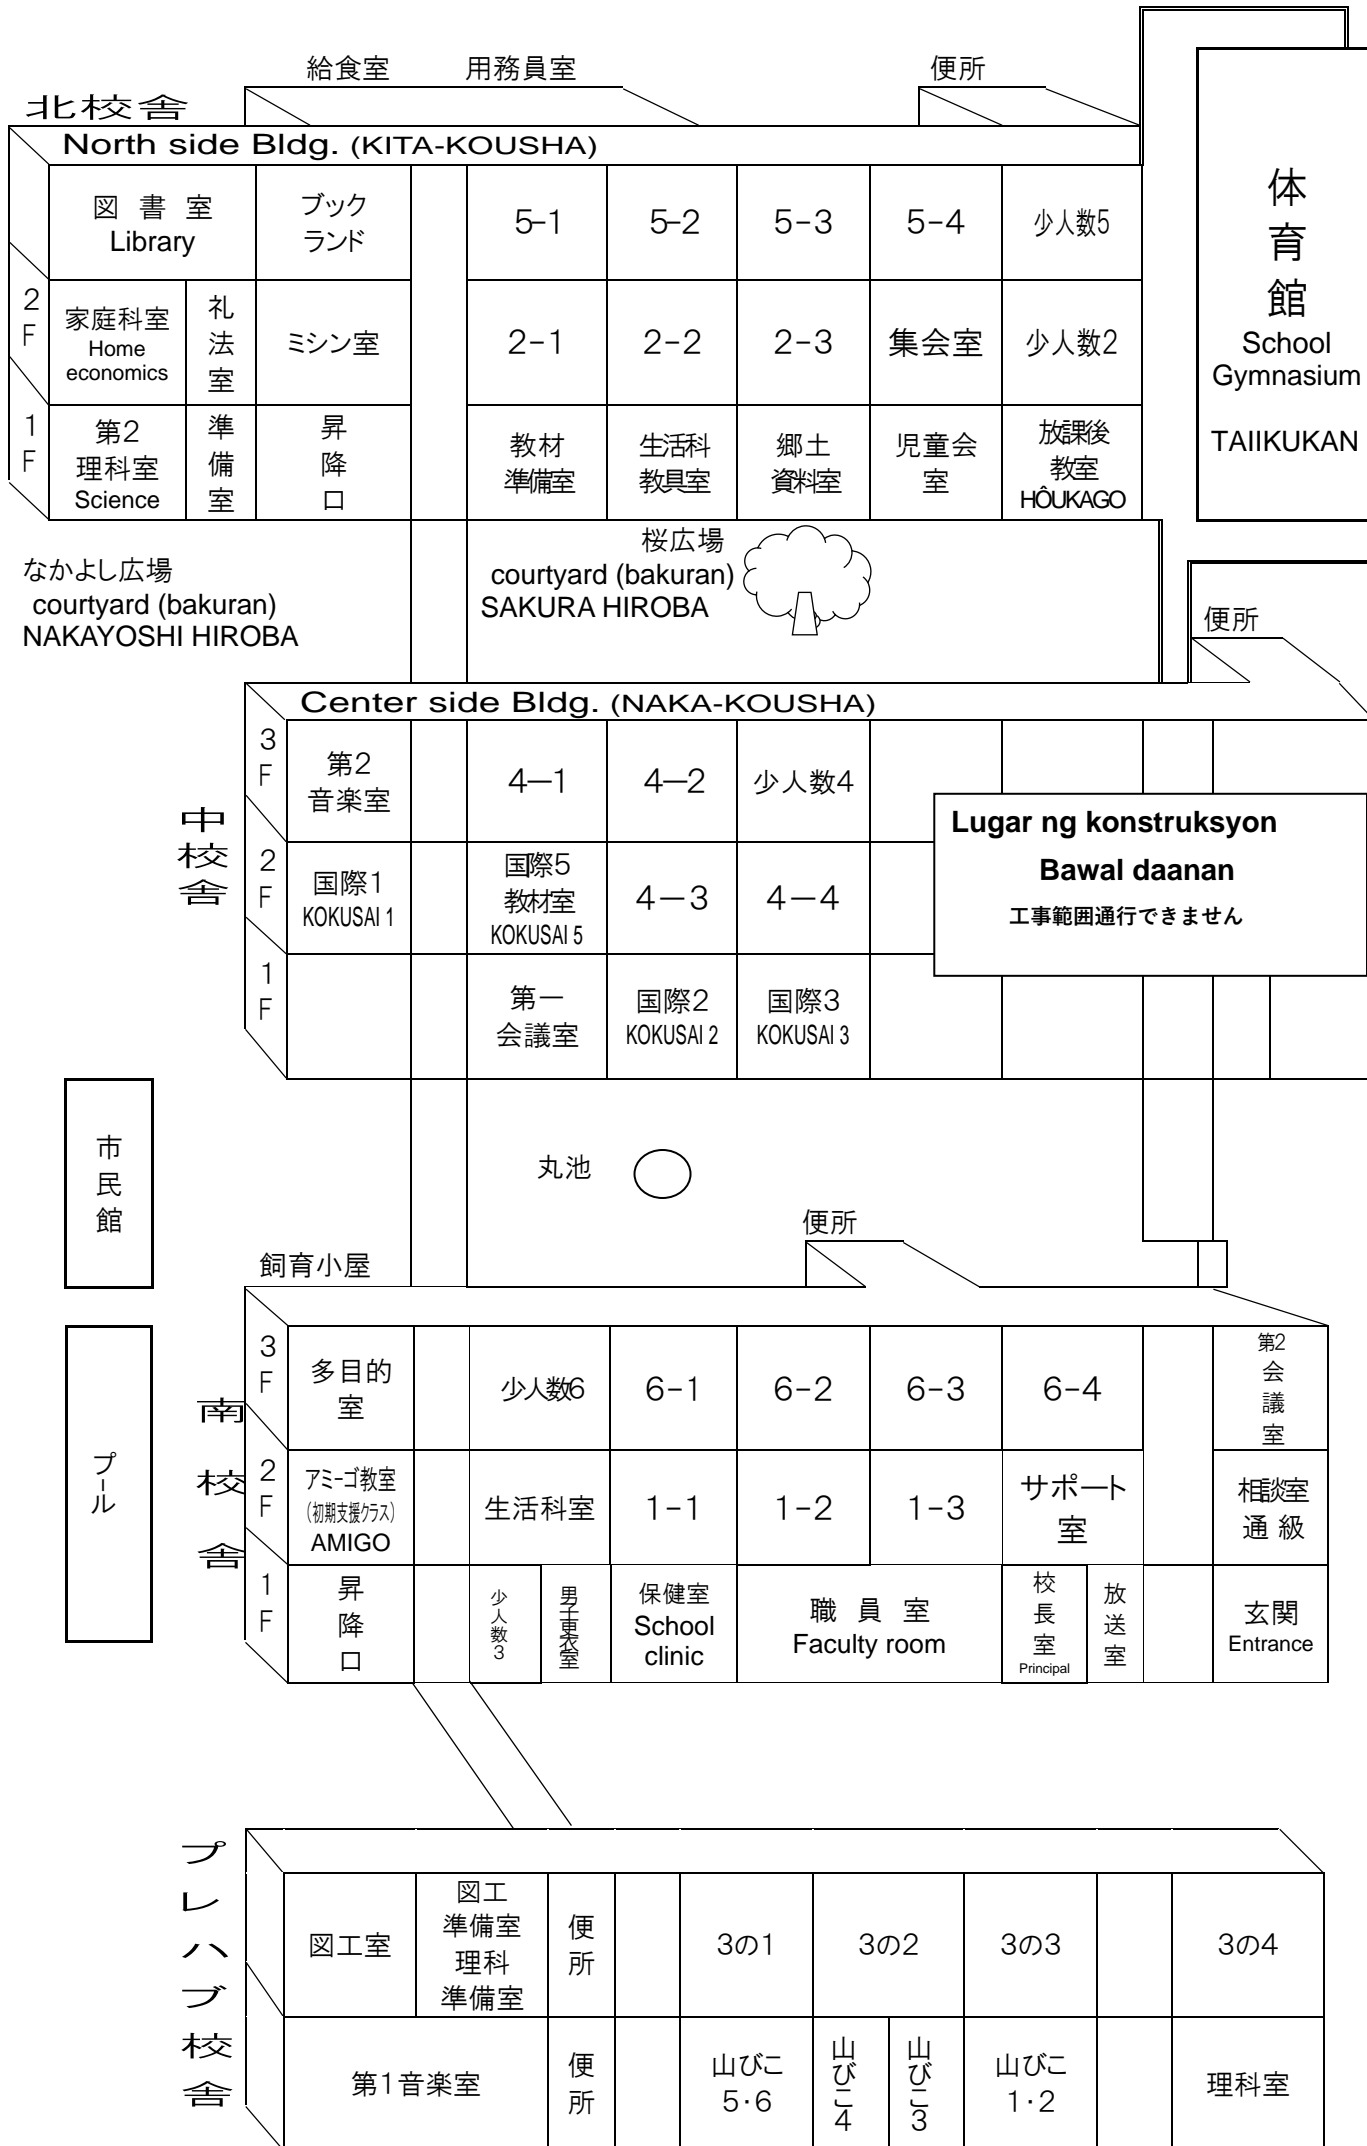 給食室 用務員室 便所
北校舎
North side Bldg. (KITA-KOUSHA)
図 書 室
Library
ブック
ランド
5-1
5-2
5-3
5-4
少人数5
2F
家庭科室
Home
economics
礼法室
ミシン室
2-1
2-2
2-3
集会室
少人数2
1F
第2
理科室
Science
準備室
昇降口
教材
準備室
生活科
教具室
郷土
資料室
児童会
室
放課後
教室
HÔUKAGO
体育館
School
Gymnasium
TAIIKUKAN
なかよし広場
courtyard (bakuran)
NAKAYOSHI HIROBA
桜広場
courtyard (bakuran)
SAKURA HIROBA
便所
Center side Bldg. (NAKA-KOUSHA)
中校舎
3F
第2
音楽室
4—1
4—2
少人数4
2F
国際1
KOKUSAI 1
国際5
教材室
KOKUSAI 5
4－3
4－4
Lugar ng konstruksyon
Bawal daanan
工事範囲通行できません
1F
第一
会議室
国際2
KOKUSAI 2
国際3
KOKUSAI 3
市民館
丸池
便所
飼育小屋
プール
南校舎
3F
多目的
室
少人数6
6-1
6-2
6-3
6-4
第2会議室
2F
アミーゴ教室
(初期支援クラス)
AMIGO
生活科室
1-1
1-2
1-3
サポート
室
相談室
通 級
1F
昇降口
少人数3
男子更衣室
保健室
School
clinic
職 員 室
Faculty room
校長室
Principal
放送室
玄関
Entrance
プレハブ校舎
図工室
図工
準備室
理科
準備室
便所
3の1
3の2
3の3
3の4
第1音楽室
便所
山びこ
5・6
山びこ4
山びこ3
山びこ
1・2
理科室